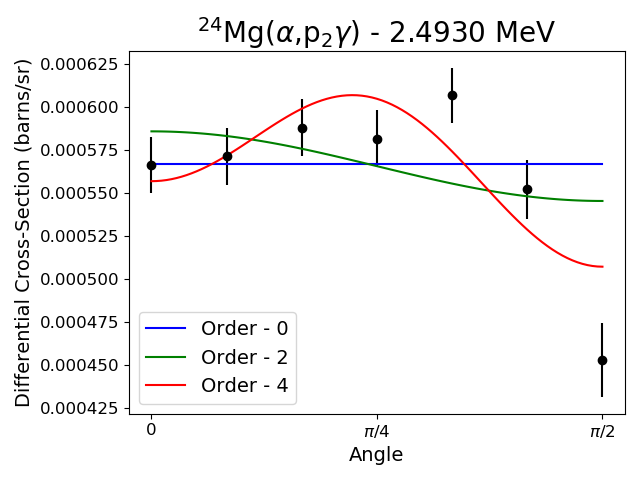 ²⁴Mg(α,p₂γ) - 2.4930 MeV
Differential Cross-Section (barns/sr)
0.000625
0.000600
0.000575
0.000550
0.000525
0.000500
0.000475
0.000450
0.000425
Order - 0
Order - 2
Order - 4
0 π/4 π/2
Angle